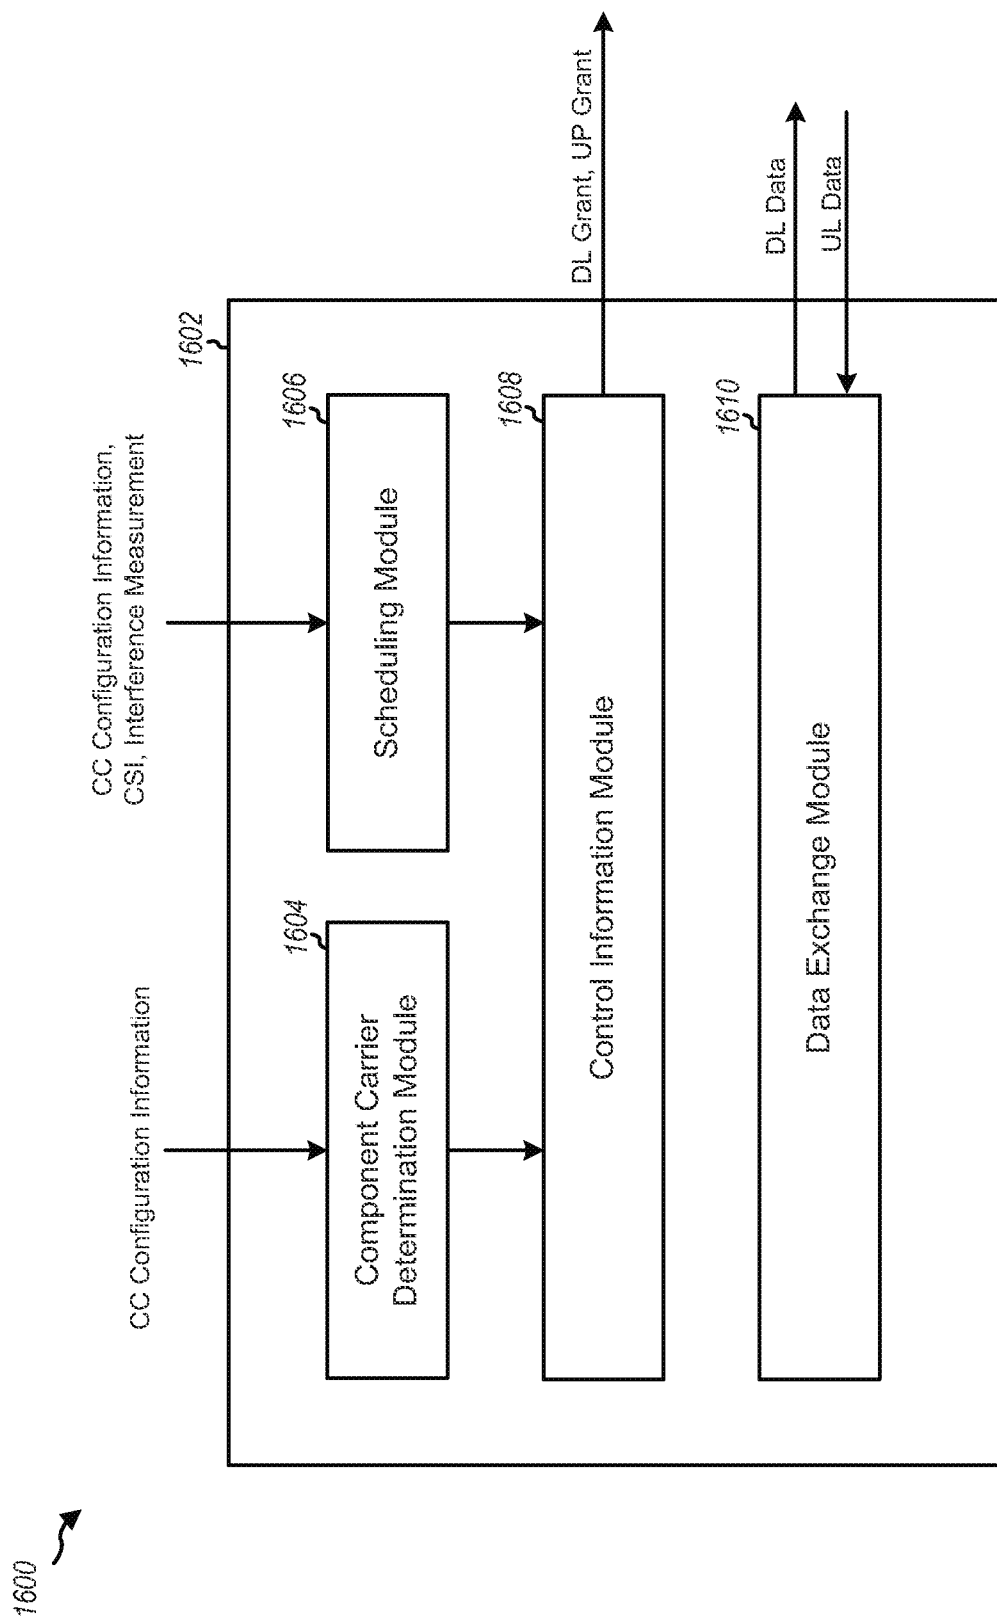 1600
1602
CC Configuration Information
CC Configuration Information,
CSI, Interference Measurement
1604
Component Carrier
Determination Module
1606
Scheduling Module
1608
Control Information Module
DL Grant, UP Grant
1610
Data Exchange Module
DL Data
UL Data